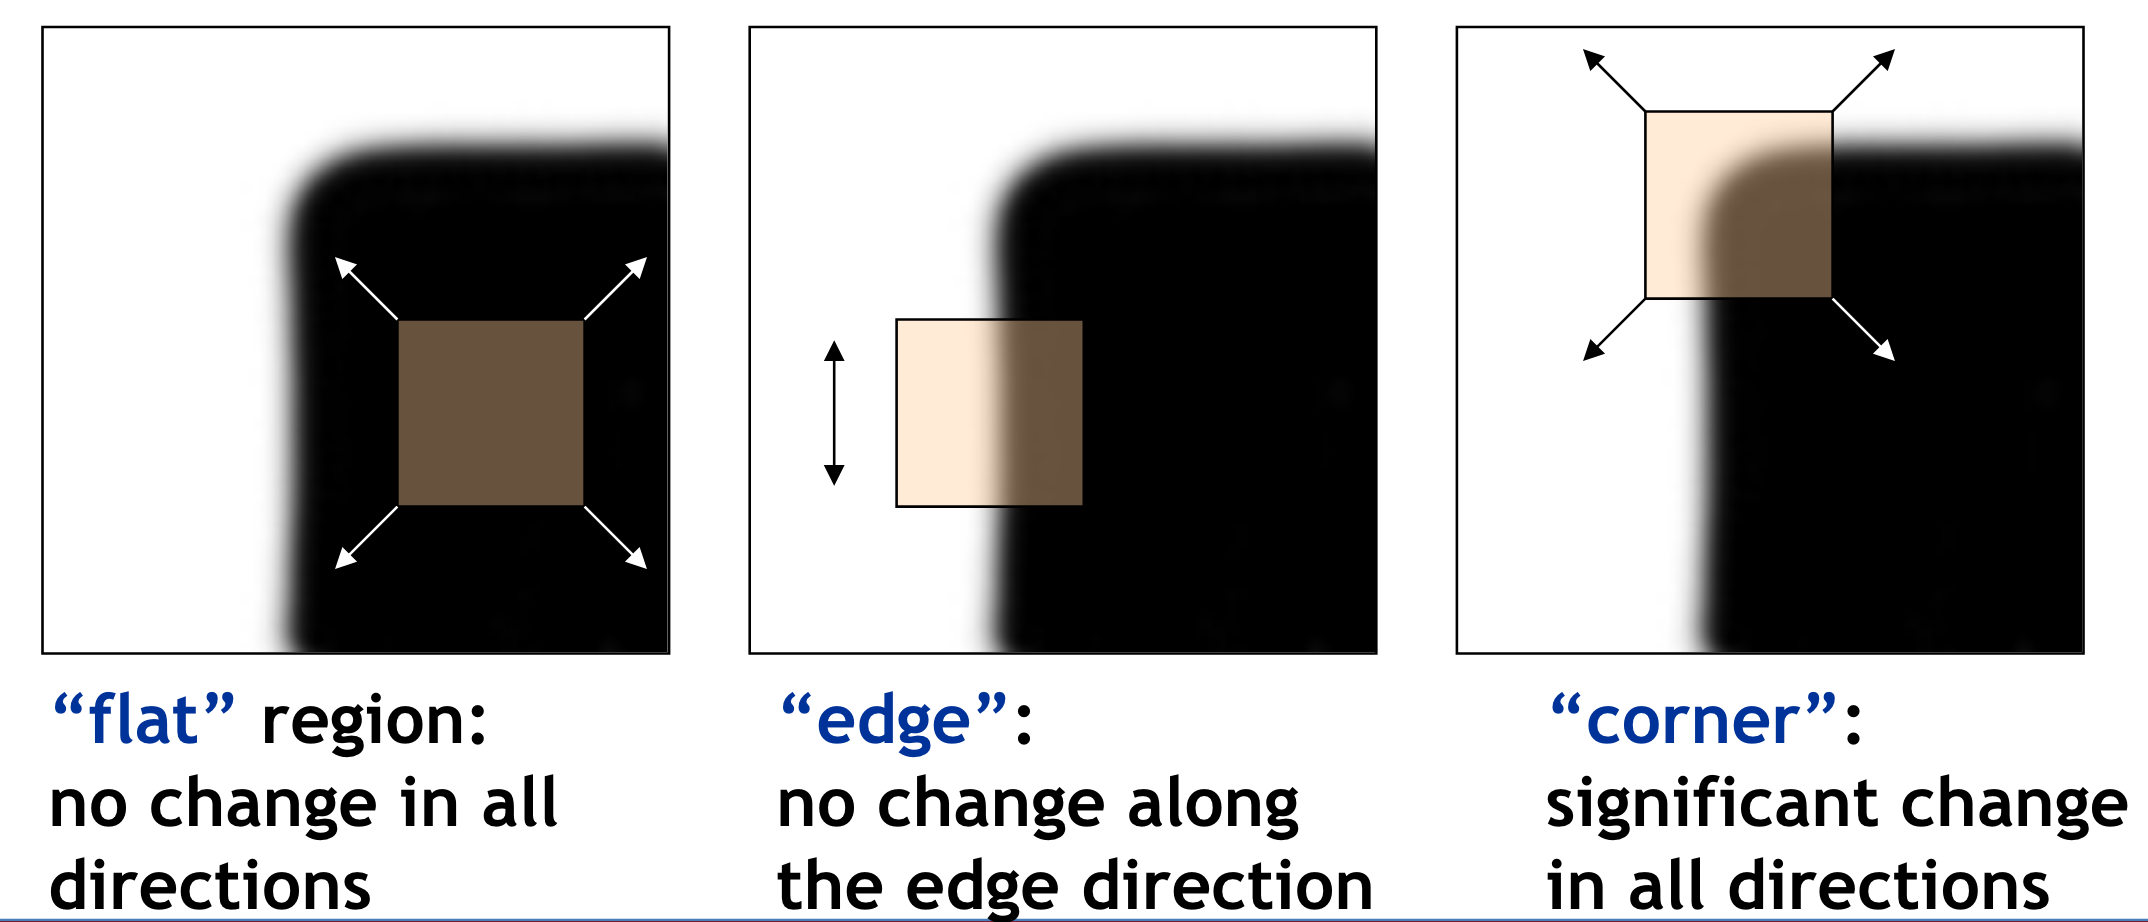 “flat” region:
no change in all
directions
“edge”:
no change along
the edge direction
“corner”:
significant change
in all directions